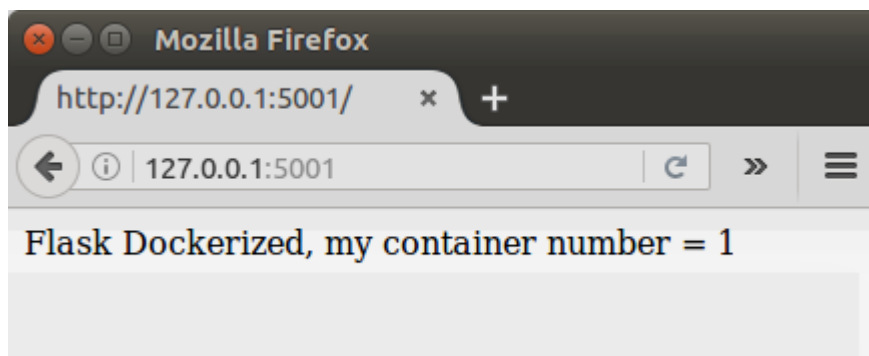 Mozilla Firefox
http://127.0.0.1:5001/
127.0.0.1:5001
Flask Dockerized, my container number = 1